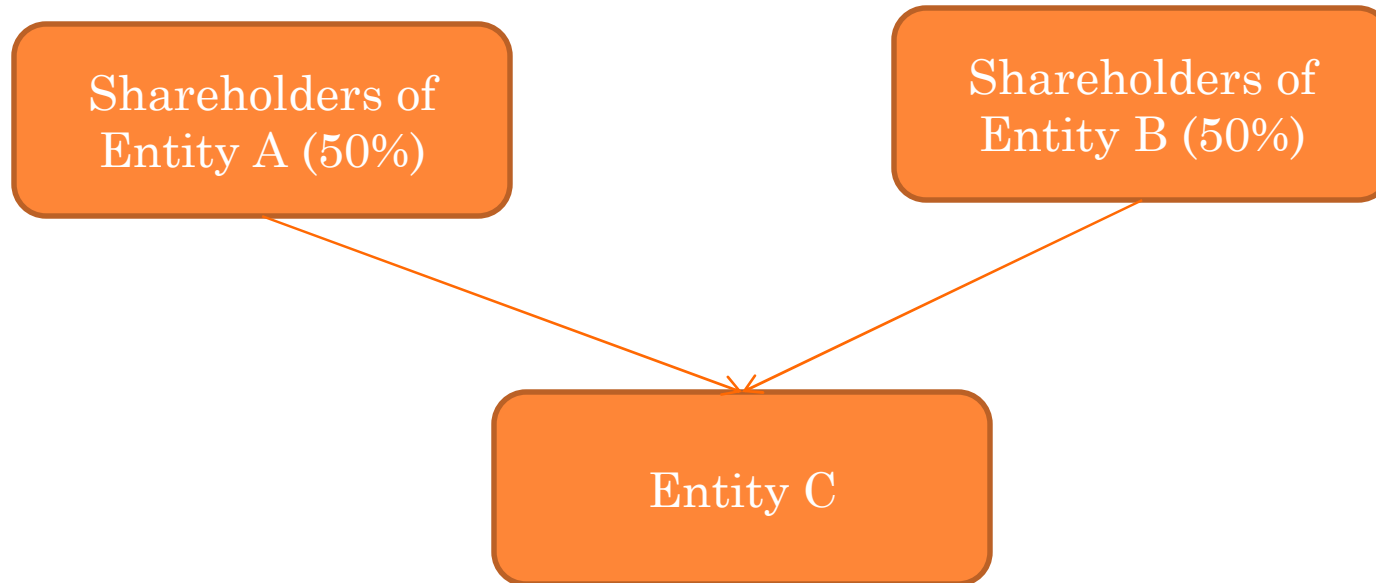 Shareholders of
Entity A (50%)
Shareholders of
Entity B (50%)
Entity C